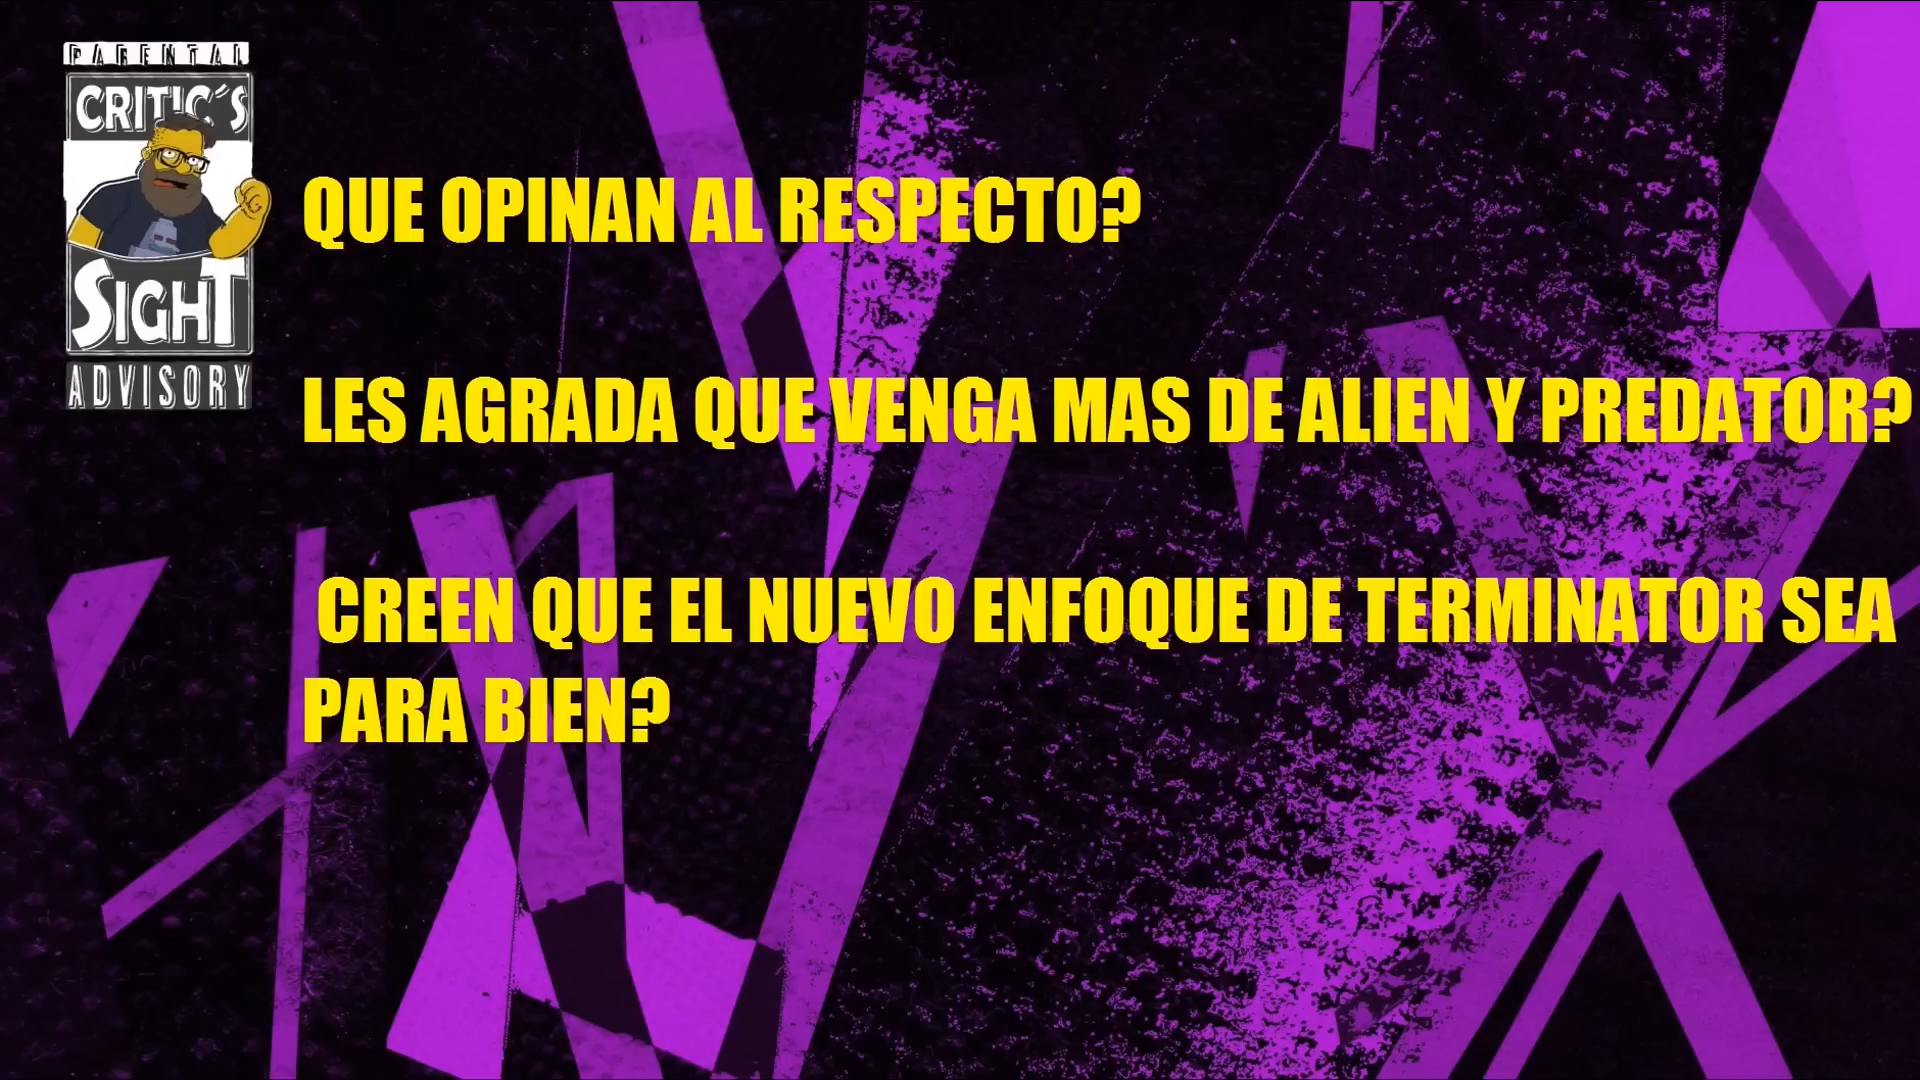 PARENTAL
CRITIC´S
SIGHT
ADVISORY
QUE OPINAN AL RESPECTO?
LES AGRADA QUE VENGA MAS DE ALIEN Y PREDATOR?
CREEN QUE EL NUEVO ENFOQUE DE TERMINATOR SEA
PARA BIEN?